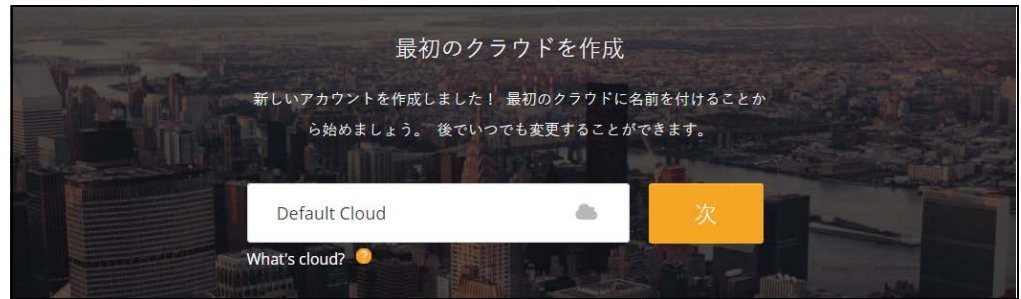 最初のクラウドを作成
新しいアカウントを作成しました！ 最初のクラウドに名前を付けることか
ら始めましょう。 後でいつでも変更することができます。
Default Cloud
次
What's cloud? ?